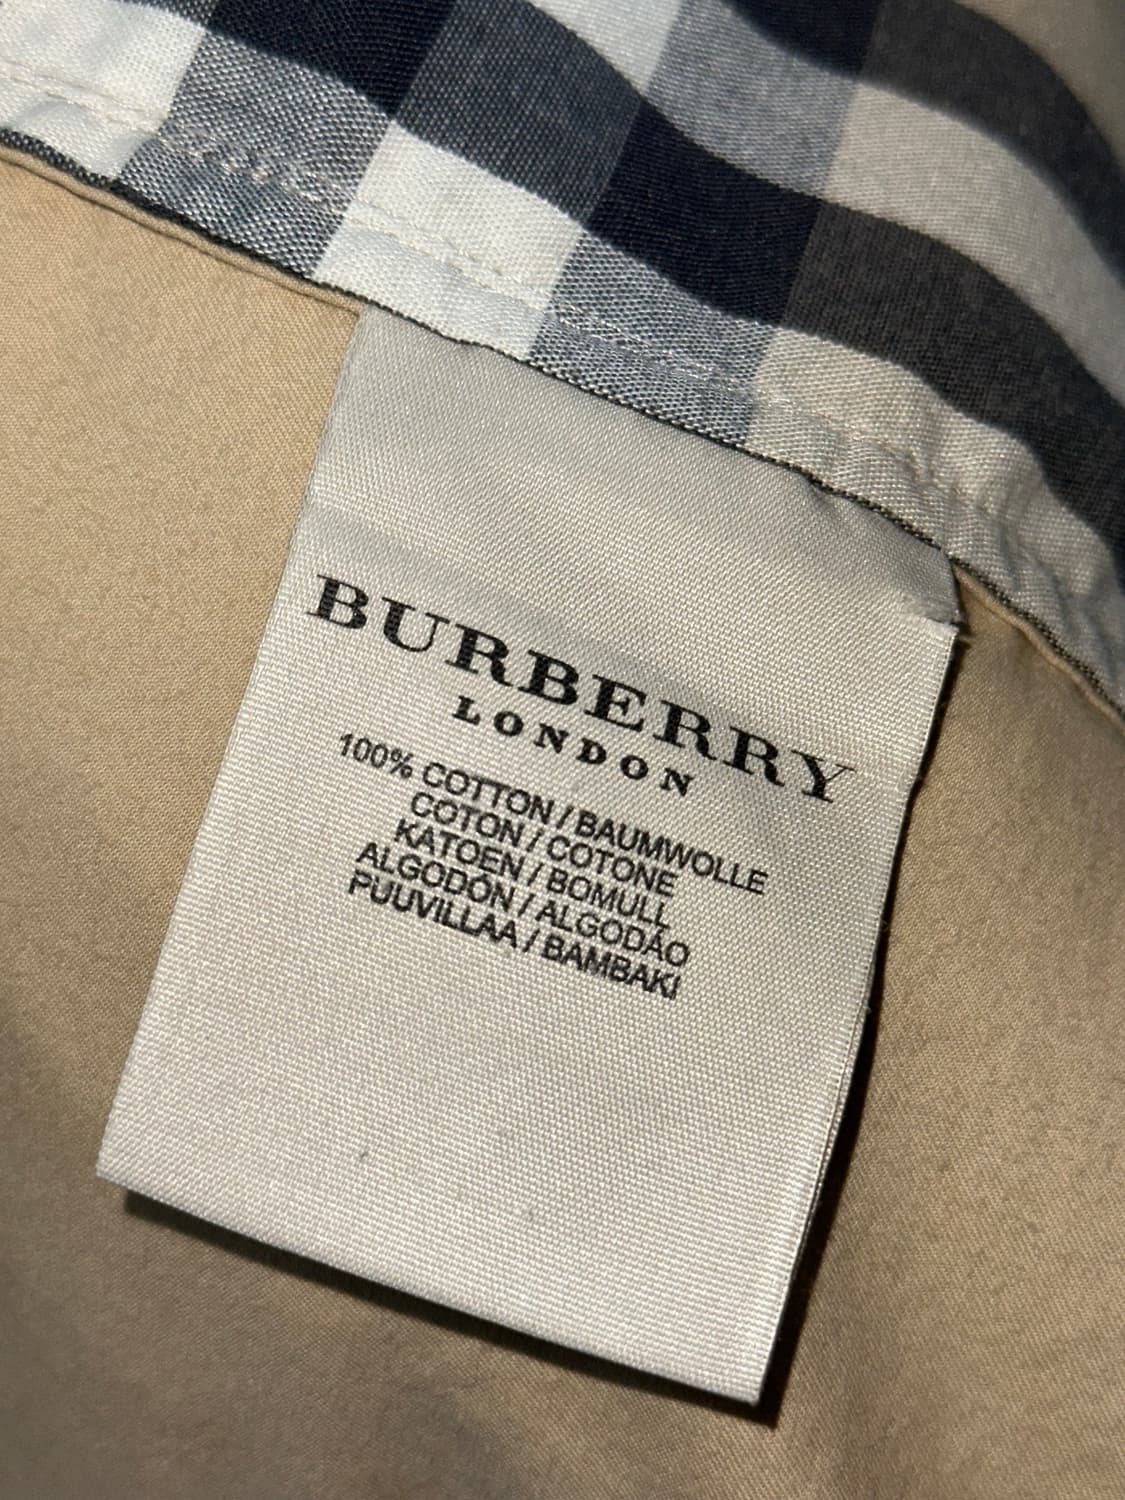 BURBERRY
LONDON
100% COTTON / BAUMWOLLE
COTON / COTONE
KATOEN / BOMULL
ALGODÓN / ALGODÃO
PUUVILLAA / BAMBAKI